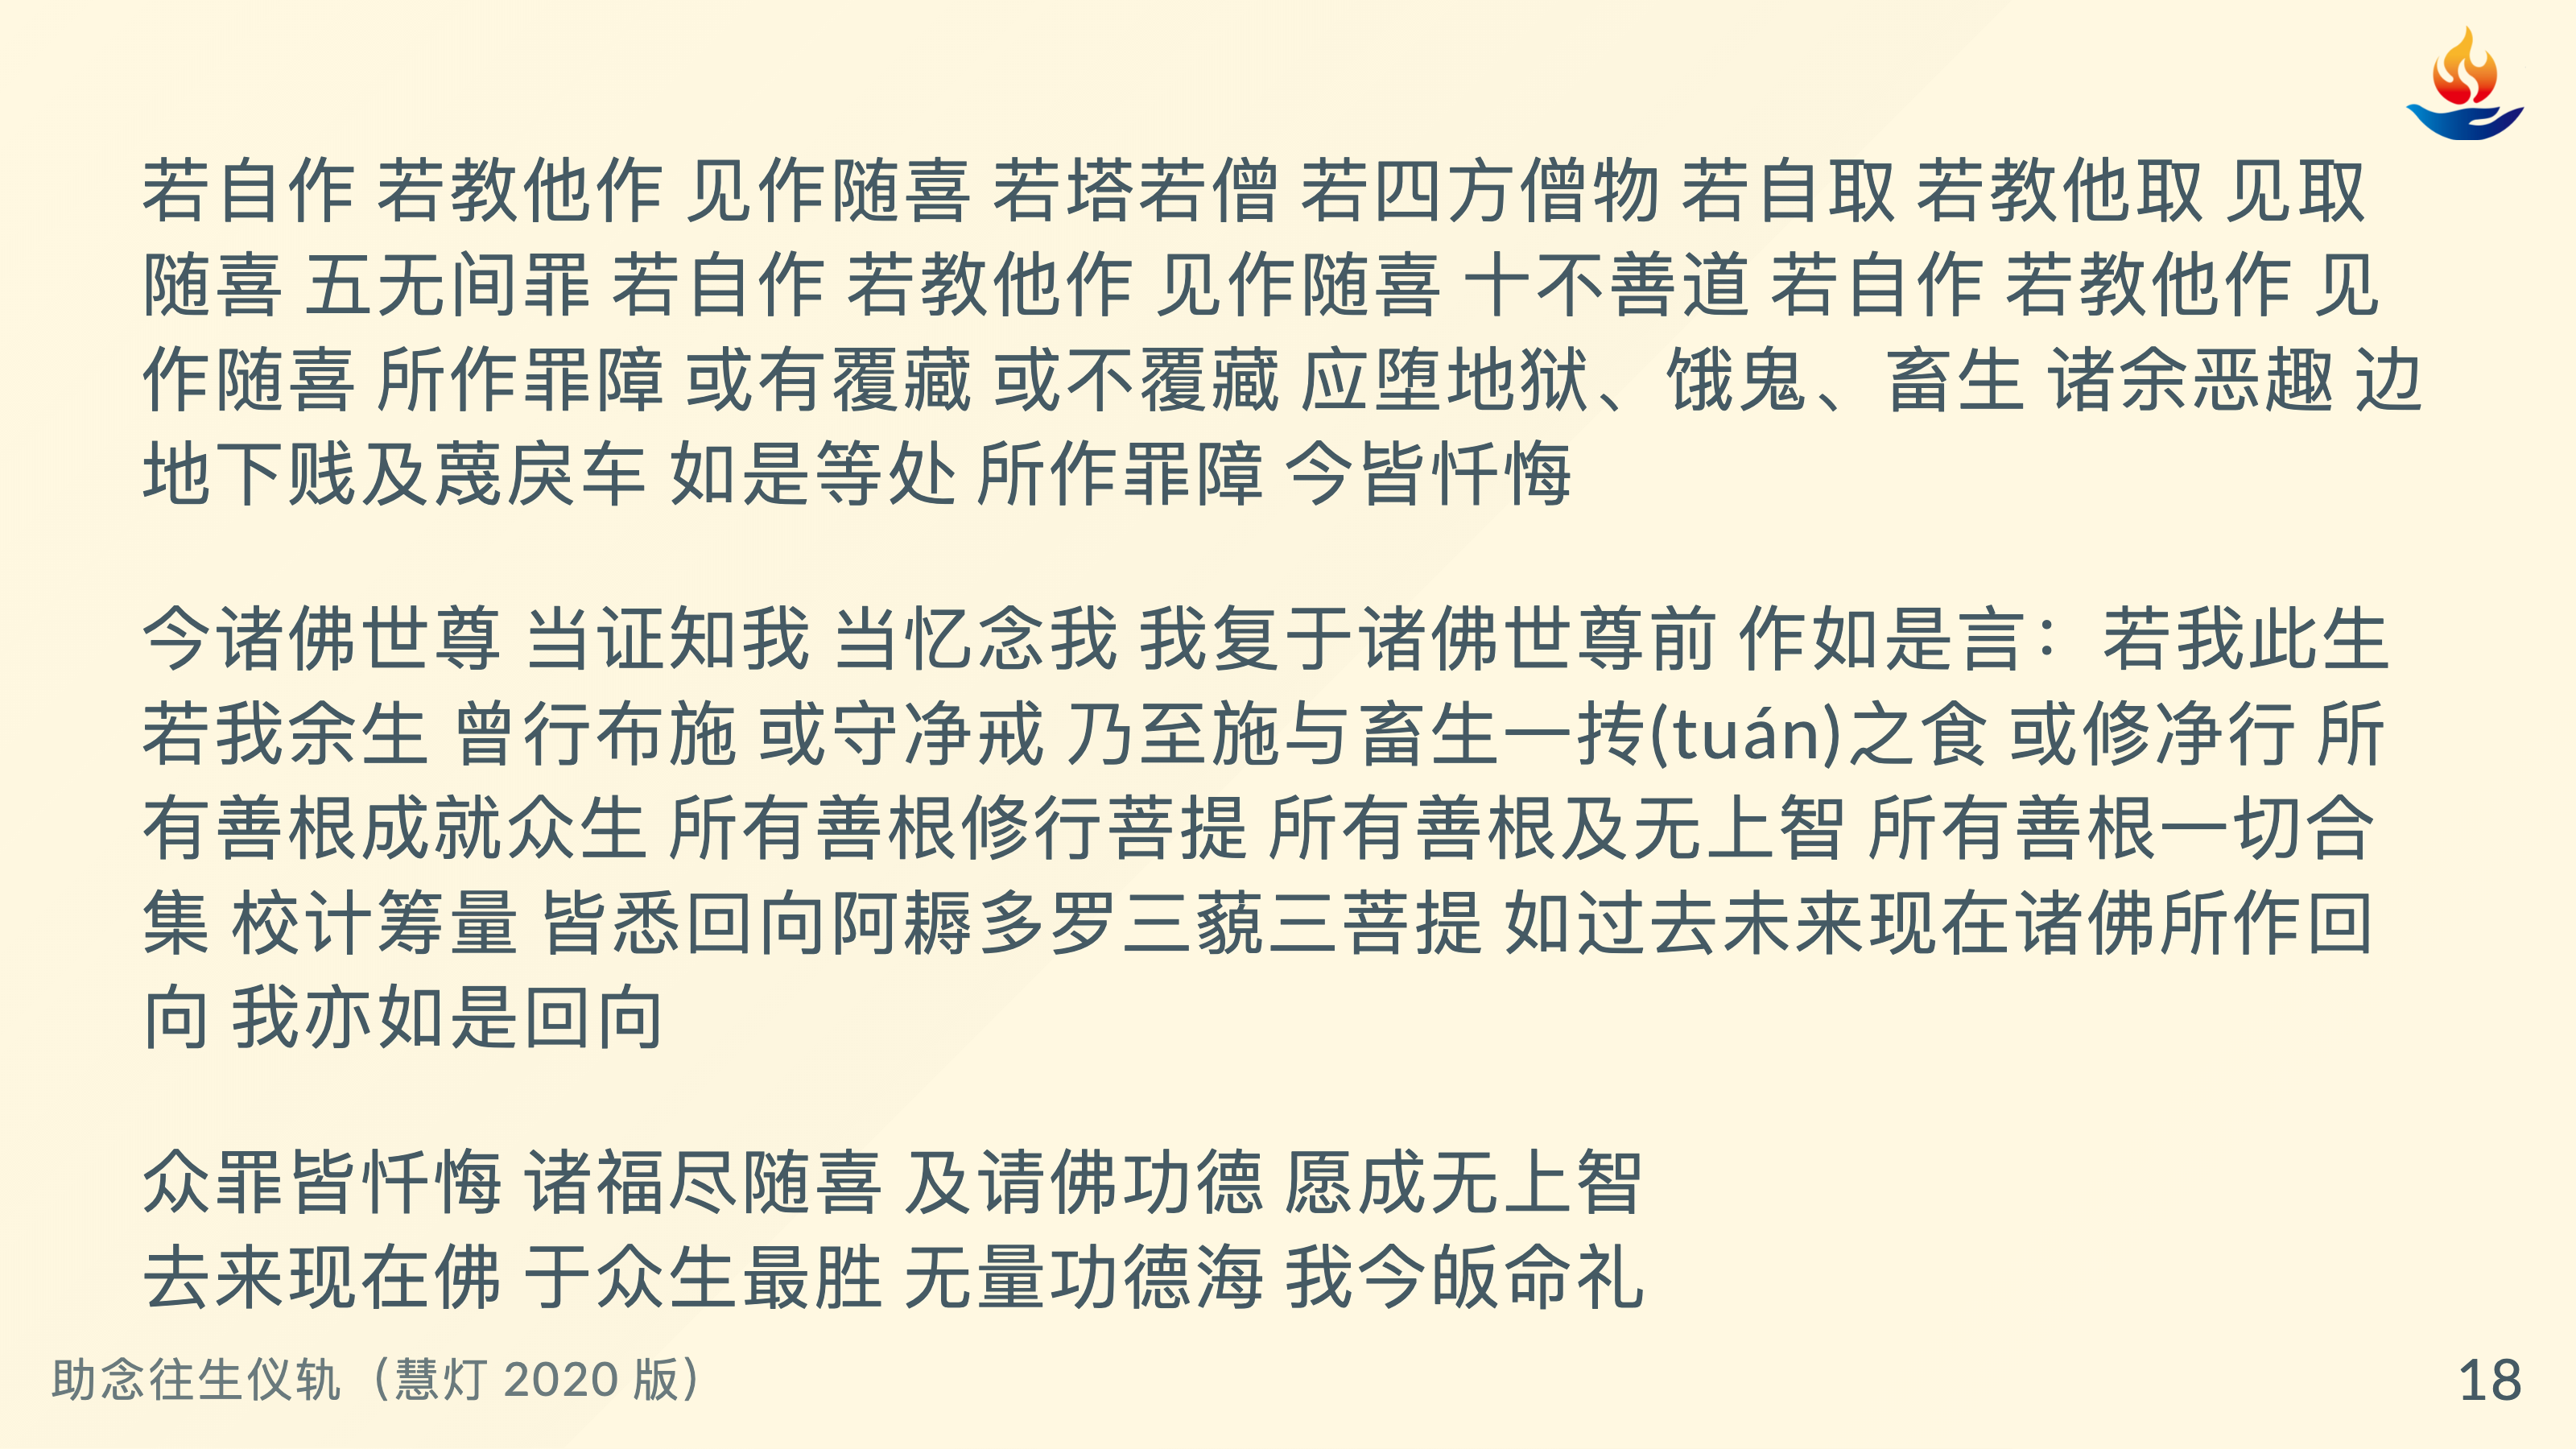 若自作 若教他作 见作随喜 若塔若僧 若四方僧物 若自取 若教他取 见取
随喜 五无间罪 若自作 若教他作 见作随喜 十不善道 若自作 若教他作 见
作随喜 所作罪障 或有覆藏 或不覆藏 应堕地狱、饿鬼、畜生 诸余恶趣 边
地下贱及蔑戾车 如是等处 所作罪障 今皆忏悔
今诸佛世尊 当证知我 当忆念我 我复于诸佛世尊前 作如是言：若我此生
若我余生 曾行布施 或守净戒 乃至施与畜生一抟(tuán)之食 或修净行 所
有善根成就众生 所有善根修行菩提 所有善根及无上智 所有善根一切合
集 校计筹量 皆悉回向阿耨多罗三藐三菩提 如过去未来现在诸佛所作回
向 我亦如是回向
众罪皆忏悔 诸福尽随喜 及请佛功德 愿成无上智
去来现在佛 于众生最胜 无量功德海 我今皈命礼
助念往生仪轨（慧灯 2020 版）
18